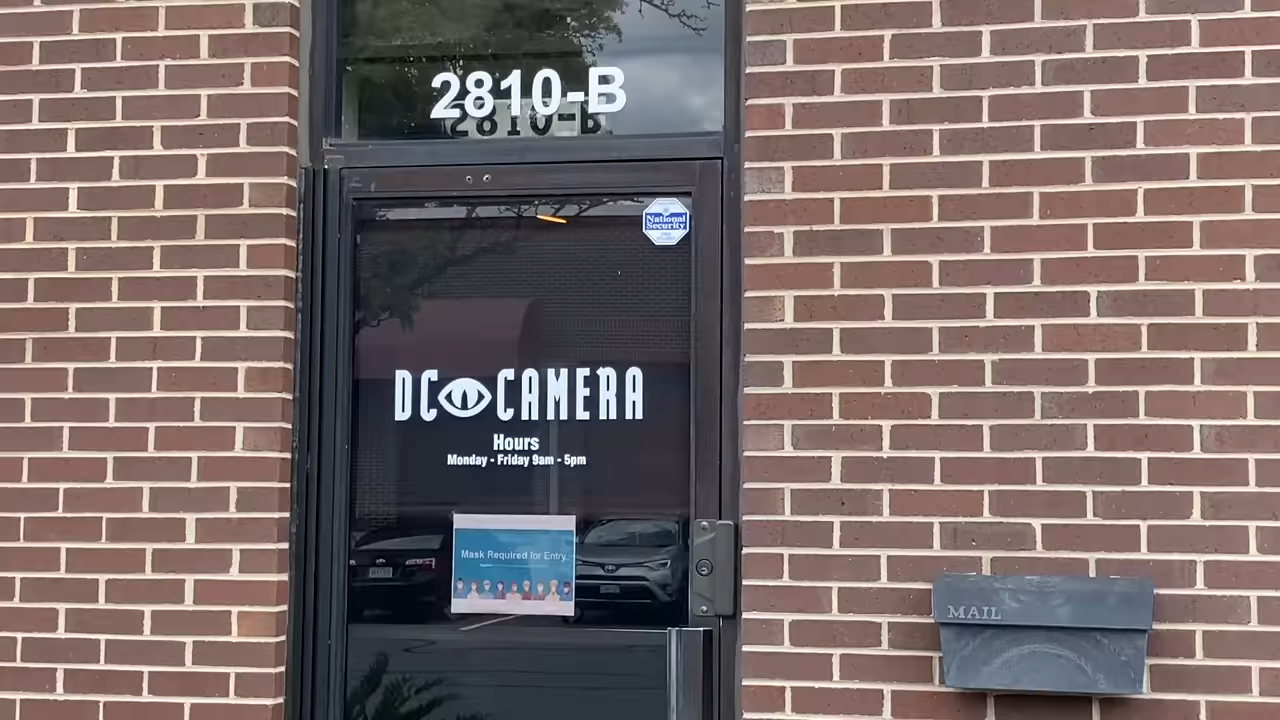 2810-B
National
Security
DC CAMERA
Hours
Monday - Friday 9am - 5pm
Mask Required for Entry
MAIL